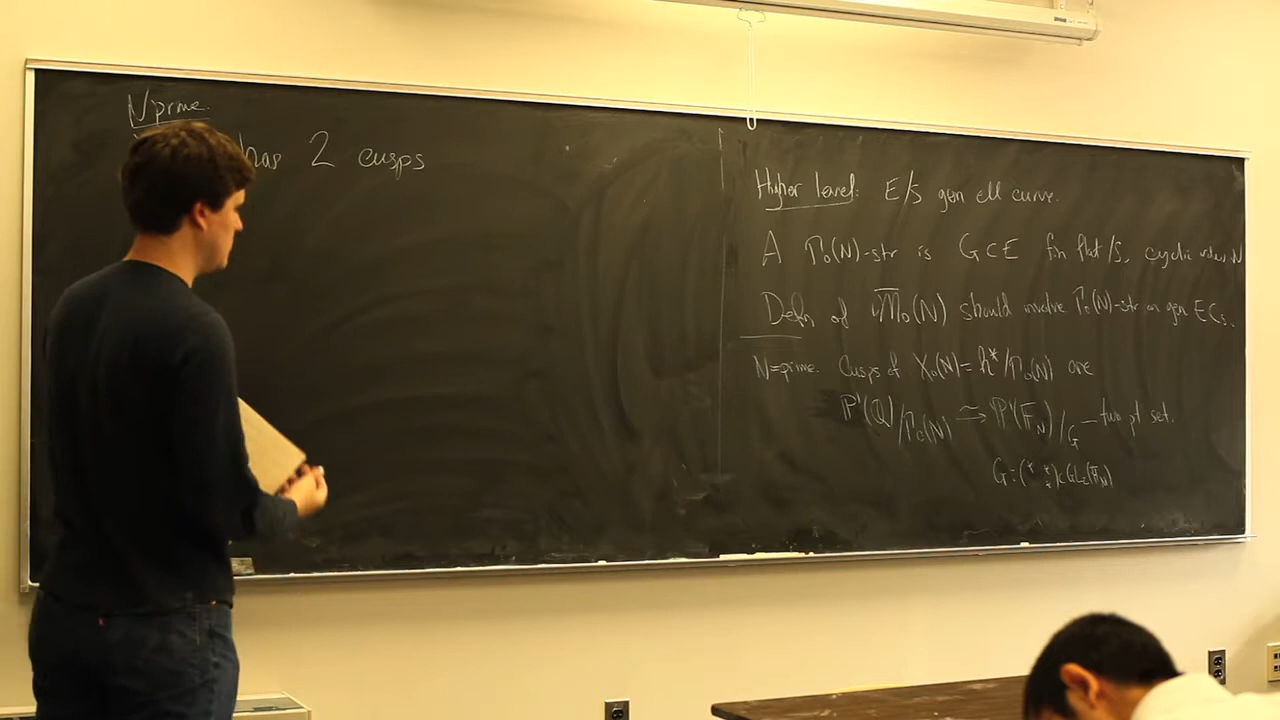 N prime.
has 2 cusps
Higher level: E/S gen ell curve.
A Γ₀(N)-str is G⊂E fin flat /S, cyclic order N
Defn of 𝓜̄₀(N) should involve Γ₀(N)-str on gen ECs.
N=prime. Cusps of X₀(N) = h*/Γ₀(N) are
P¹(Q)/Γ₀(N) ≃ P¹(F_N)/G — two pt set.
G = (* * *) ⊂ GL₂(F_N)